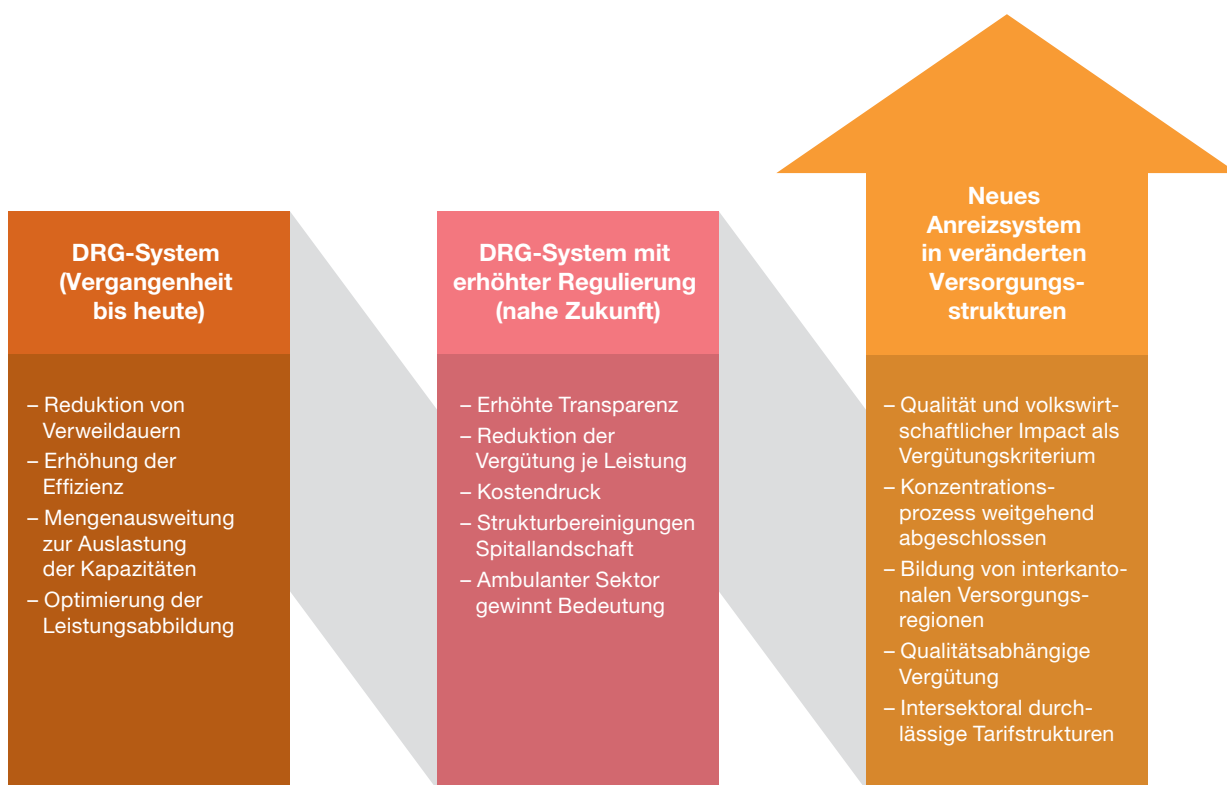 DRG-System
(Vergangenheit
bis heute)
– Reduktion von
Verweildauern
– Erhöhung der
Effizienz
– Mengenausweitung
zur Auslastung
der Kapazitäten
– Optimierung der
Leistungsabbildung
DRG-System mit
erhöhter Regulierung
(nahe Zukunft)
– Erhöhte Transparenz
– Reduktion der
Vergütung je Leistung
– Kostendruck
– Strukturbereinigungen
Spitallandschaft
– Ambulanter Sektor
gewinnt Bedeutung
Neues
Anreizsystem
in veränderten
Versorgungs-
strukturen
– Qualität und volkswirt-
schaftlicher Impact als
Vergütungskriterium
– Konzentrations-
prozess weitgehend
abgeschlossen
– Bildung von interkanto-
nalen Versorgungs-
regionen
– Qualitätsabhängige
Vergütung
– Intersektoral durch-
lässige Tarifstrukturen